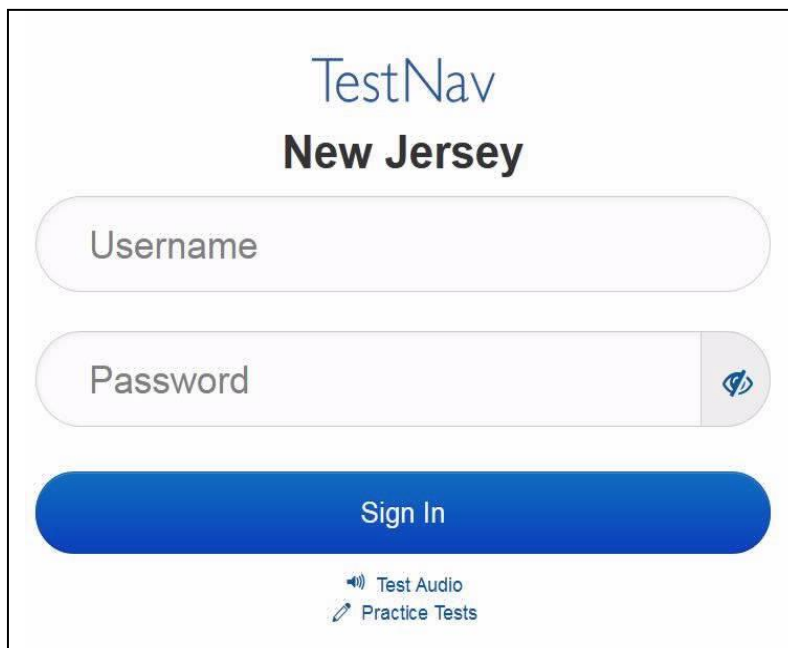 TestNav
New Jersey
Username
Password
Sign In
Test Audio
Practice Tests